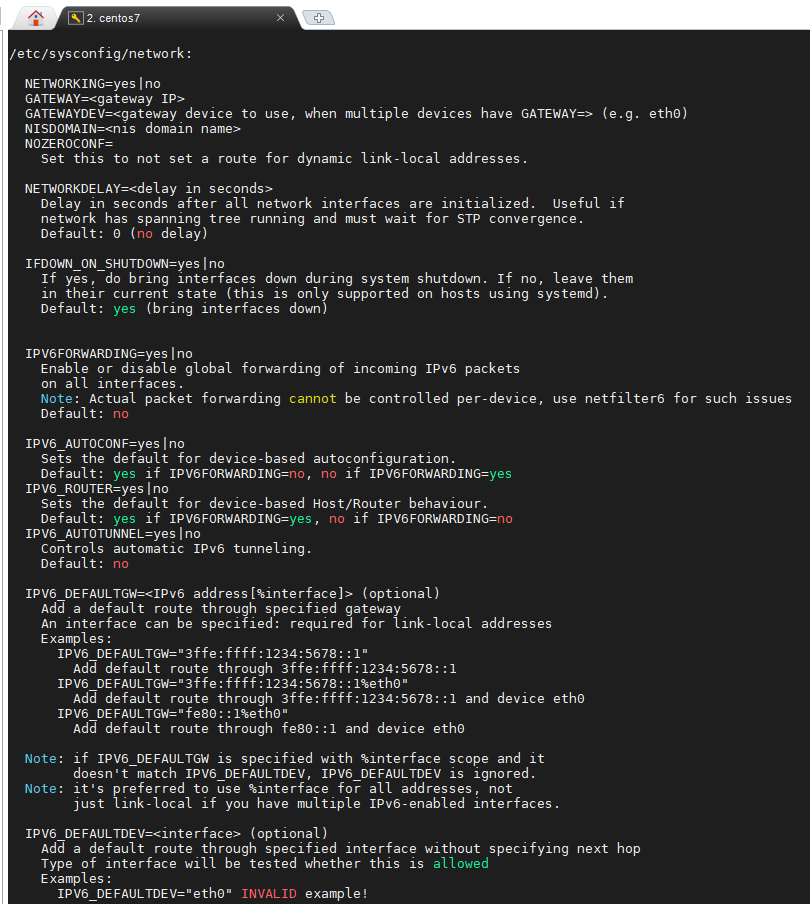 2. centos7
/etc/sysconfig/network:
NETWORKING=yes|no
GATEWAY=<gateway IP>
GATEWAYDEV=<gateway device to use, when multiple devices have GATEWAY=> (e.g. eth0)
NISDOMAIN=<nis domain name>
NOZEROCONF=
Set this to not set a route for dynamic link-local addresses.
NETWORKDELAY=<delay in seconds>
Delay in seconds after all network interfaces are initialized.  Useful if
network has spanning tree running and must wait for STP convergence.
Default: 0 (no delay)
IFDOWN_ON_SHUTDOWN=yes|no
If yes, do bring interfaces down during system shutdown. If no, leave them
in their current state (this is only supported on hosts using systemd).
Default: yes (bring interfaces down)
IPV6FORWARDING=yes|no
Enable or disable global forwarding of incoming IPv6 packets
on all interfaces.
Note: Actual packet forwarding cannot be controlled per-device, use netfilter6 for such issues
Default: no
IPV6_AUTOCONF=yes|no
Sets the default for device-based autoconfiguration.
Default: yes if IPV6FORWARDING=no, no if IPV6FORWARDING=yes
IPV6_ROUTER=yes|no
Sets the default for device-based Host/Router behaviour.
Default: yes if IPV6FORWARDING=yes, no if IPV6FORWARDING=no
IPV6_AUTOTUNNEL=yes|no
Controls automatic IPv6 tunneling.
Default: no
IPV6_DEFAULTGW=<IPv6 address[%interface]> (optional)
Add a default route through specified gateway
An interface can be specified: required for link-local addresses
Examples:
IPV6_DEFAULTGW="3ffe:ffff:1234:5678::1"
Add default route through 3ffe:ffff:1234:5678::1
IPV6_DEFAULTGW="3ffe:ffff:1234:5678::1%eth0"
Add default route through 3ffe:ffff:1234:5678::1 and device eth0
IPV6_DEFAULTGW="fe80::1%eth0"
Add default route through fe80::1 and device eth0
Note: if IPV6_DEFAULTGW is specified with %interface scope and it
doesn't match IPV6_DEFAULTDEV, IPV6_DEFAULTDEV is ignored.
Note: it's preferred to use %interface for all addresses, not
just link-local if you have multiple IPv6-enabled interfaces.
IPV6_DEFAULTDEV=<interface> (optional)
Add a default route through specified interface without specifying next hop
Type of interface will be tested whether this is allowed
Examples:
IPV6_DEFAULTDEV="eth0" INVALID example!